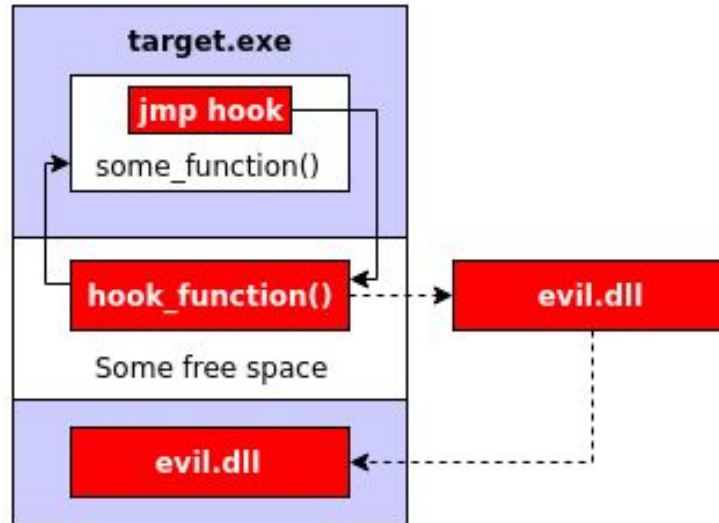 target.exe
jmp hook
some_function()
hook_function()
evil.dll
Some free space
evil.dll